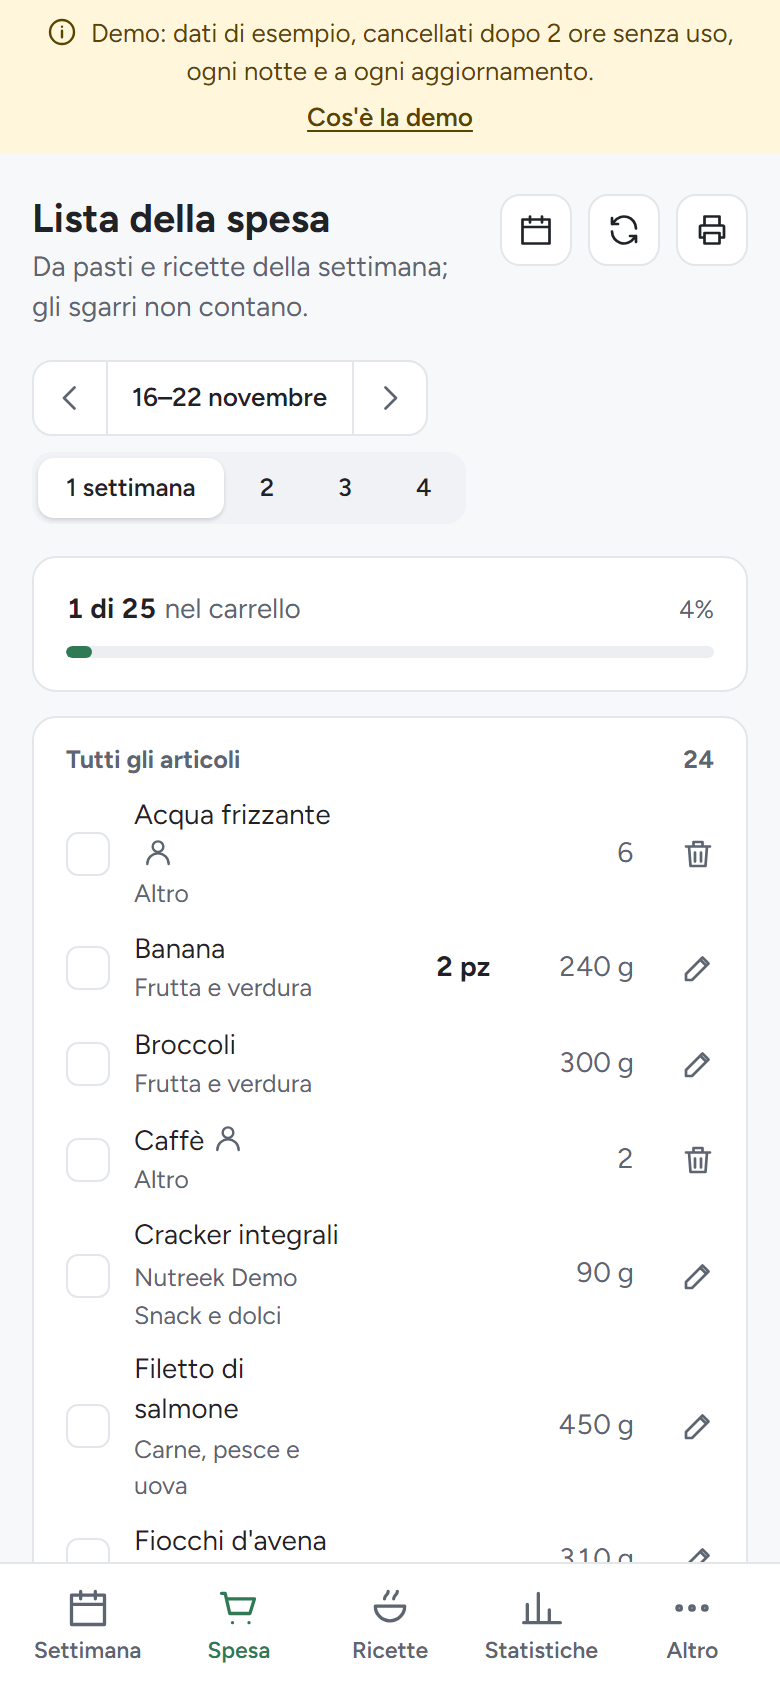 Demo: dati di esempio, cancellati dopo 2 ore senza uso,
ogni notte e a ogni aggiornamento.
Cos'è la demo
Lista della spesa
Da pasti e ricette della settimana;
gli sgarri non contano.
16–22 novembre
1 settimana 2 3 4
1 di 25 nel carrello 4%
Tutti gli articoli 24
Acqua frizzante
6
Altro
Banana
2 pz 240 g
Frutta e verdura
Broccoli
300 g
Frutta e verdura
Caffè
2
Altro
Cracker integrali
90 g
Nutreek Demo
Snack e dolci
Filetto di
salmone
450 g
Carne, pesce e
uova
Fiocchi d'avena
310 g
Settimana Spesa Ricette Statistiche Altro